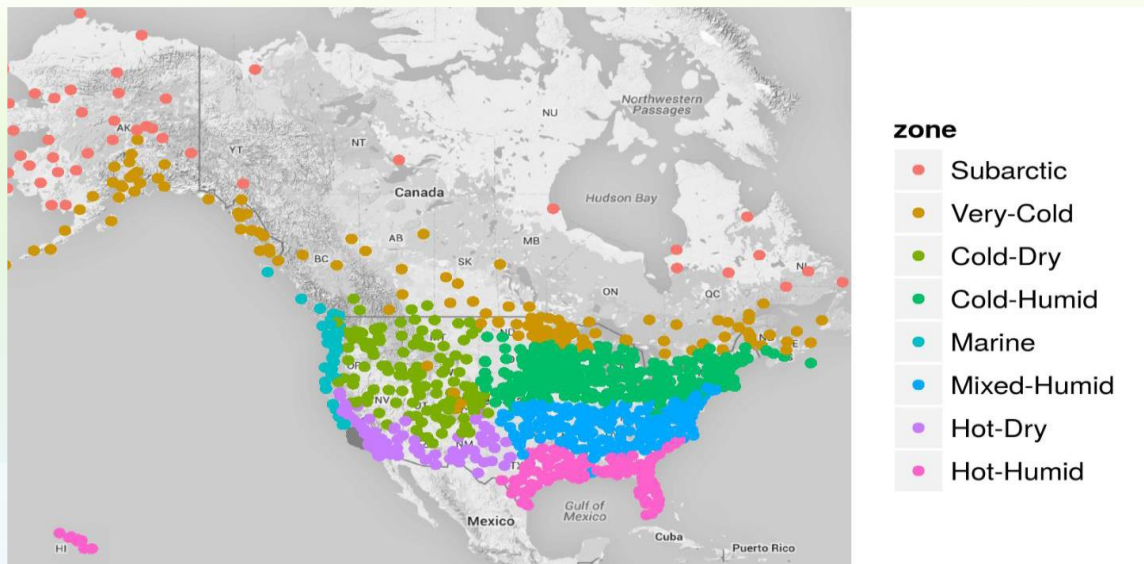 Northwestern
Passages
NU
AK
YT
NT
Canada
Hudson Bay
AB
MB
BC
SK
ON
QC
NL
ND
MT
NV
NM
HI
Gulf of
Mexico
Mexico
Cuba
Puerto Rico
zone
Subarctic
Very-Cold
Cold-Dry
Cold-Humid
Marine
Mixed-Humid
Hot-Dry
Hot-Humid